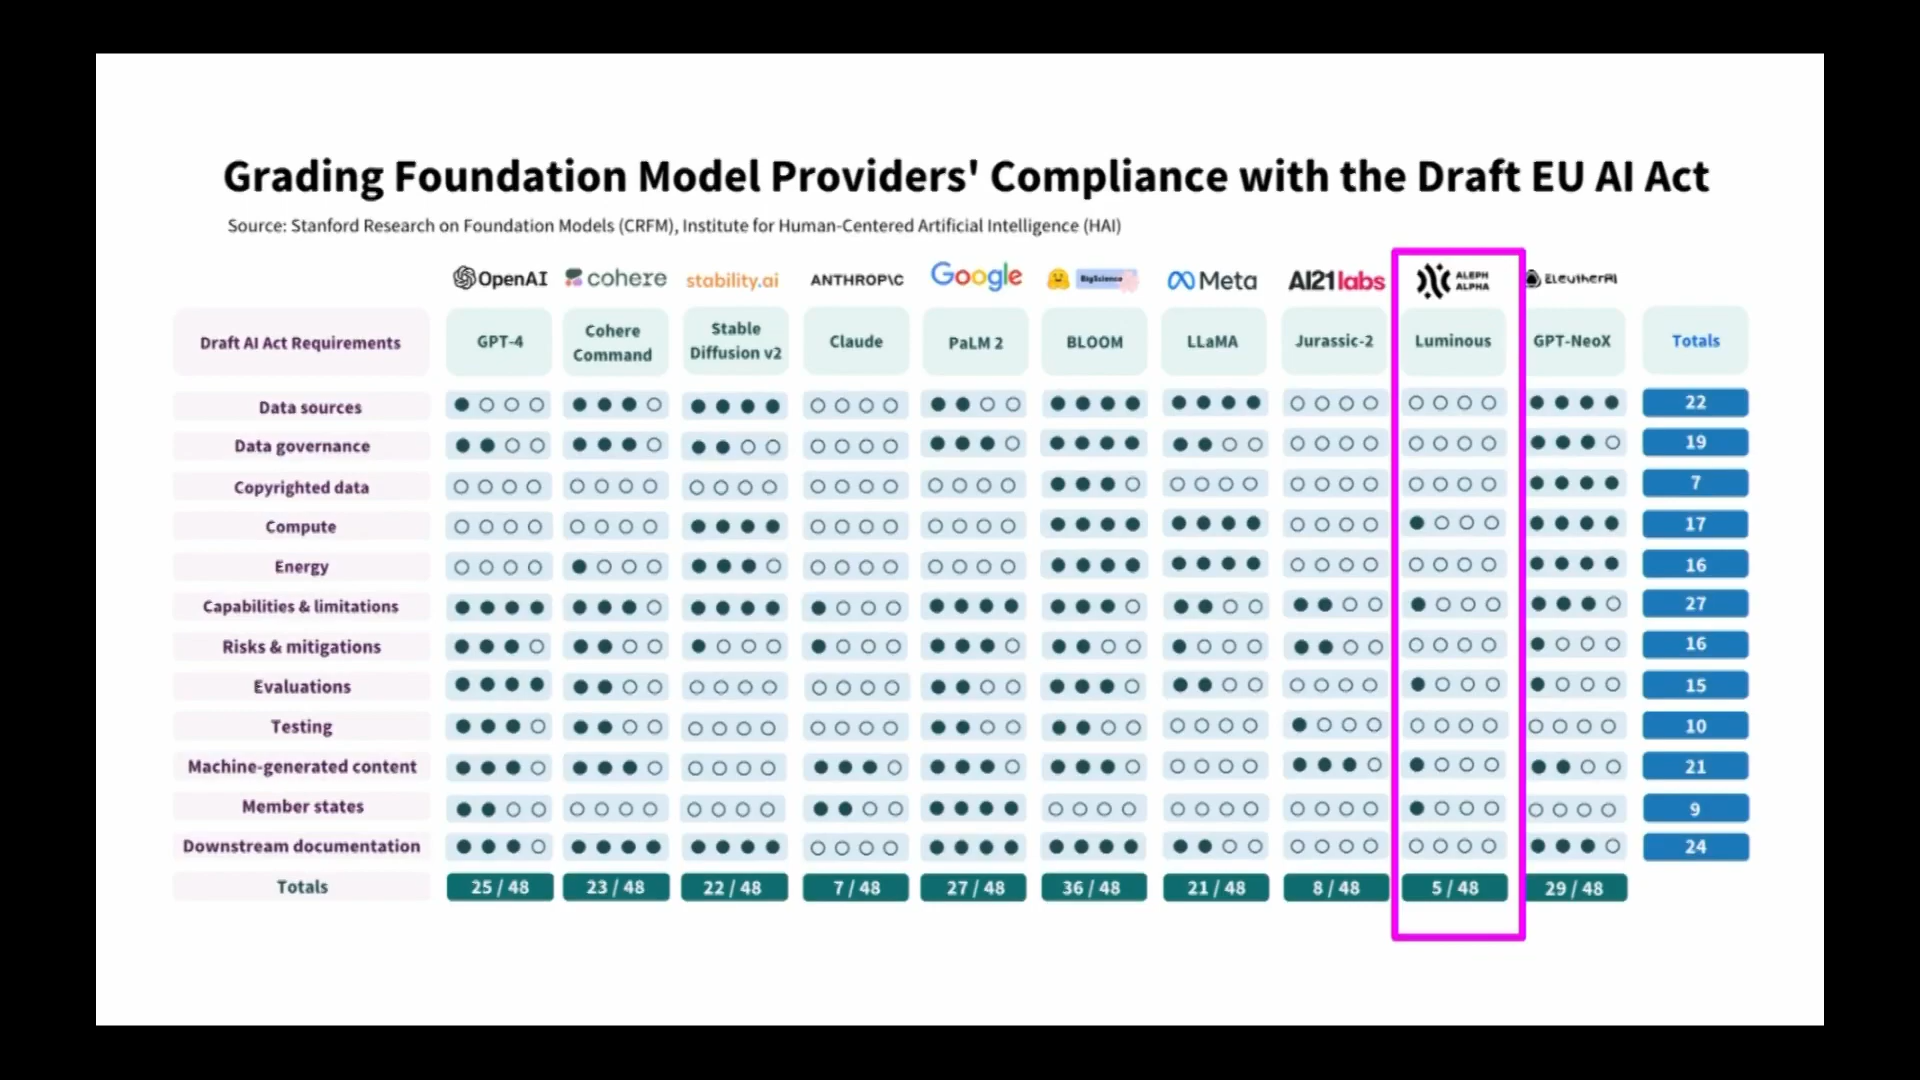 Grading Foundation Model Providers' Compliance with the Draft EU AI Act
Source: Stanford Research on Foundation Models (CRFM), Institute for Human-Centered Artificial Intelligence (HAI)
OpenAI cohere stability.ai ANTHROP\C Google BigScience Meta AI21labs ALEPH ALPHA EleutherAI
Draft AI Act Requirements GPT-4 Cohere Command Stable Diffusion v2 Claude PaLM 2 BLOOM LLaMA Jurassic-2 Luminous GPT-NeoX Totals
Data sources 22
Data governance 19
Copyrighted data 7
Compute 17
Energy 16
Capabilities & limitations 27
Risks & mitigations 16
Evaluations 15
Testing 10
Machine-generated content 21
Member states 9
Downstream documentation 24
Totals 25 / 48 23 / 48 22 / 48 7 / 48 27 / 48 36 / 48 21 / 48 8 / 48 5 / 48 29 / 48